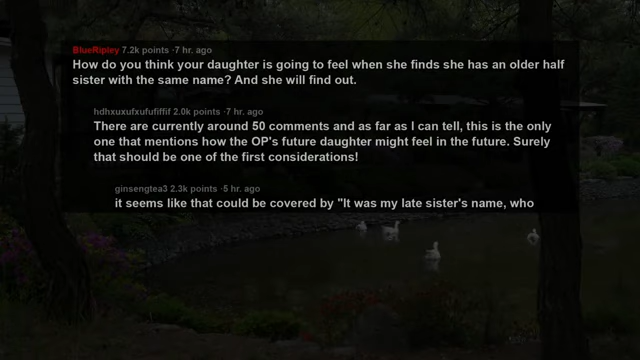 BlueRipley 7.2k points ·7 hr. ago
How do you think your daughter is going to feel when she finds she has an older half
sister with the same name? And she will find out.
hdhxuxufxufufiffif 2.0k points ·7 hr. ago
There are currently around 50 comments and as far as I can tell, this is the only
one that mentions how the OP's future daughter might feel in the future. Surely
that should be one of the first considerations!
ginsengtea3 2.3k points ·5 hr. ago
it seems like that could be covered by "It was my late sister's name, who